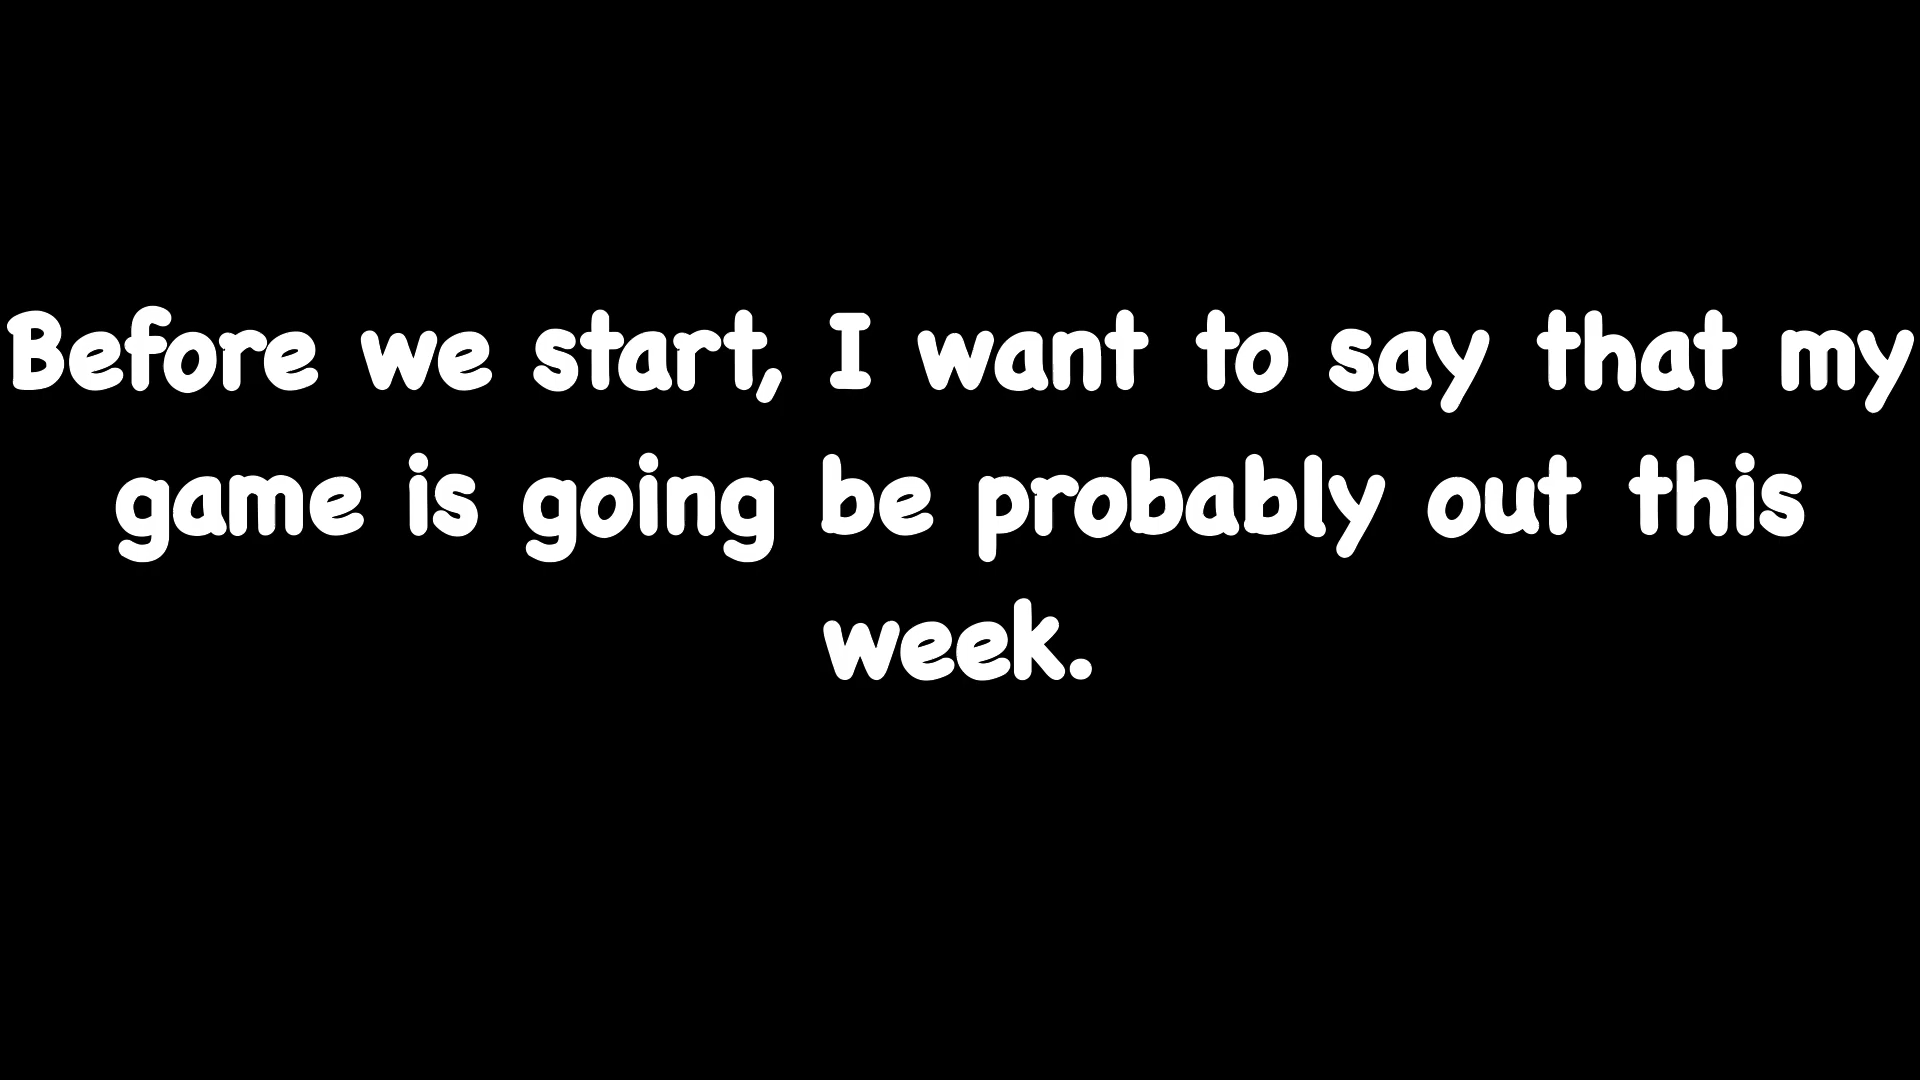 Before we start, I want to say that my
game is going be probably out this
week.